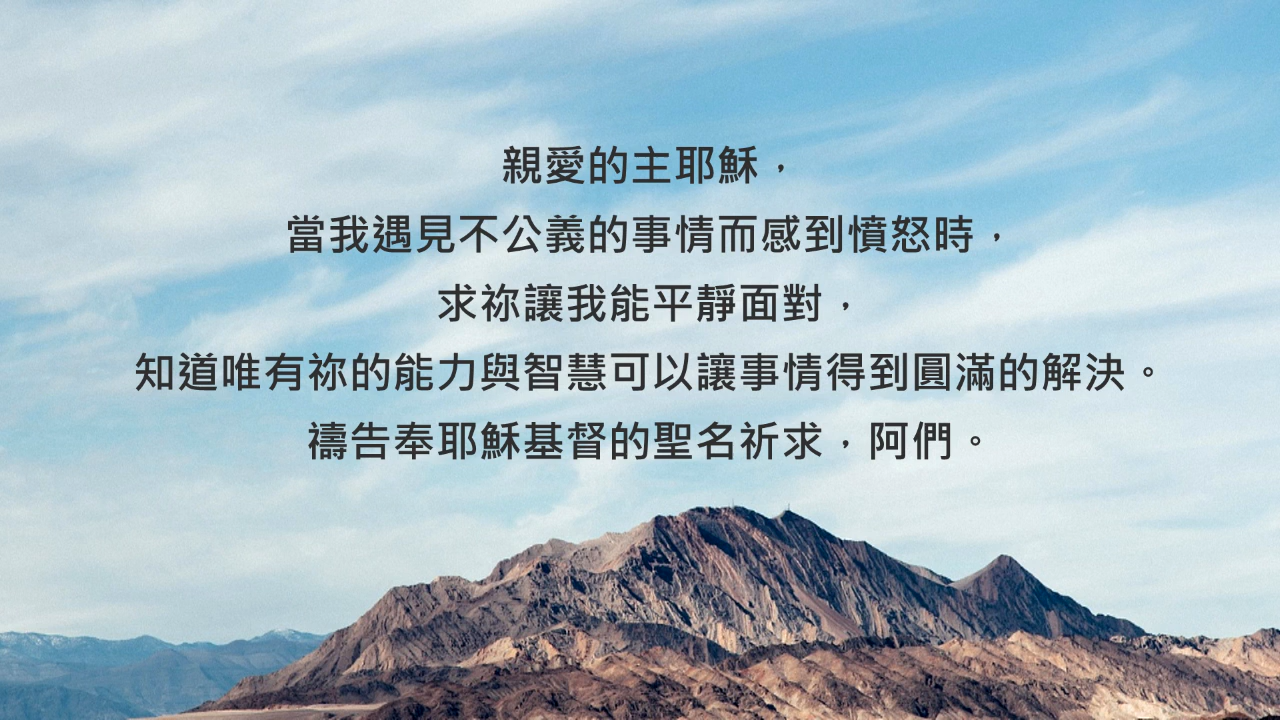 親愛的主耶穌，
當我遇見不公義的事情而感到憤怒時，
求祢讓我能平靜面對，
知道唯有祢的能力與智慧可以讓事情得到圓滿的解決。
禱告奉耶穌基督的聖名祈求，阿們。